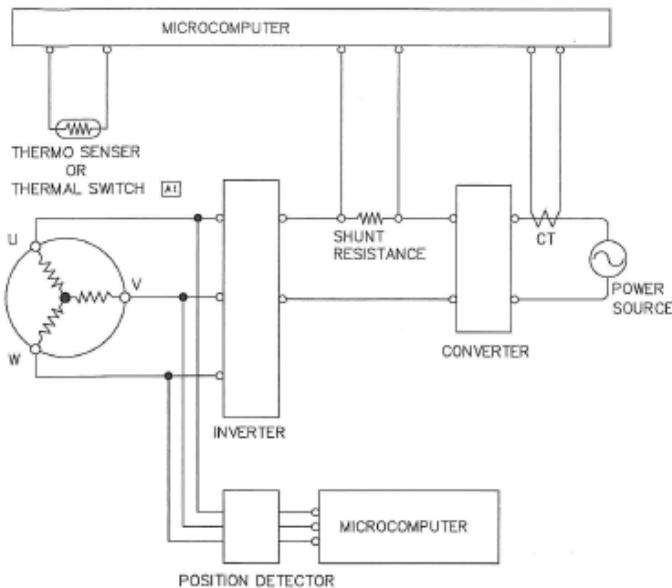 MICROCOMPUTER
THERMO SENSER
OR
THERMAL SWITCH A1
U
V
W
SHUNT
RESISTANCE
CT
POWER
SOURCE
CONVERTER
INVERTER
MICROCOMPUTER
POSITION DETECTOR